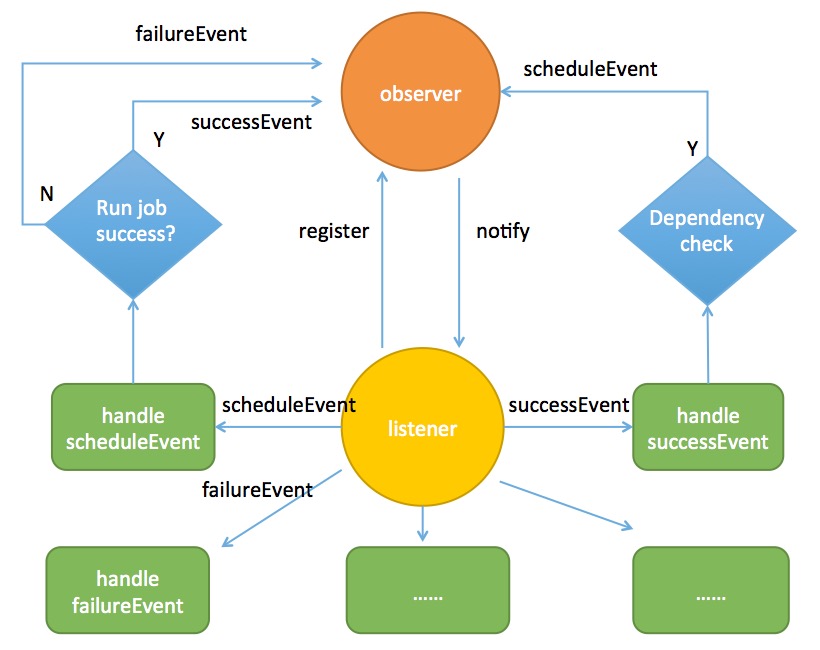 failureEvent
observer
scheduleEvent
successEvent
Y
Y
N
Run job
success?
Dependency
check
register
notify
scheduleEvent
successEvent
handle
scheduleEvent
listener
handle
successEvent
failureEvent
handle
failureEvent
......
......